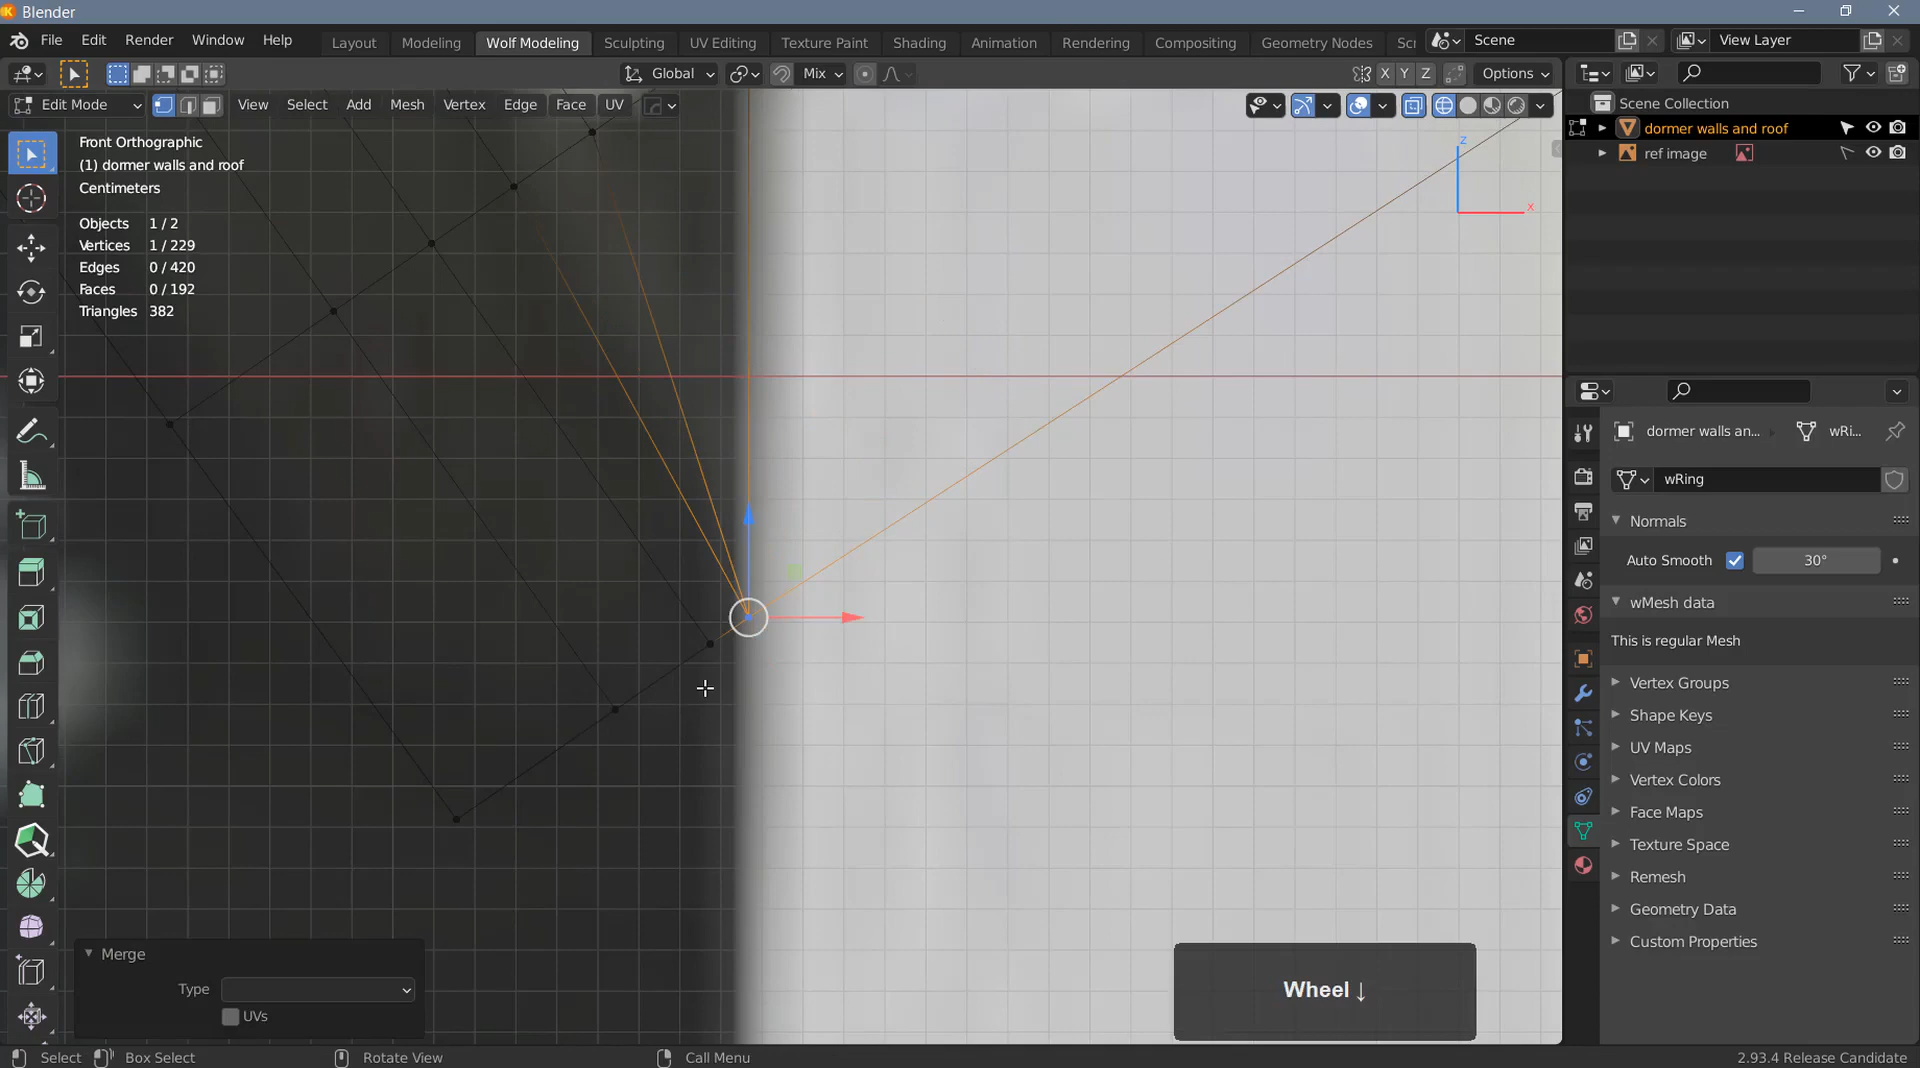 Blender
File Edit Render Window Help
Layout Modeling Wolf Modeling Sculpting UV Editing Texture Paint Shading Animation Rendering Compositing Geometry Nodes Sc
Scene
View Layer
Global
Mix
X Y Z
Options
Edit Mode
View Select Add Mesh Vertex Edge Face UV
Front Orthographic
(1) dormer walls and roof
Centimeters
Objects 1 / 2
Vertices 1 / 229
Edges 0 / 420
Faces 0 / 192
Triangles 382
z
x
Scene Collection
dormer walls and roof
ref image
dormer walls an...
wRi...
wRing
Normals
Auto Smooth 30°
wMesh data
This is regular Mesh
Vertex Groups
Shape Keys
UV Maps
Vertex Colors
Face Maps
Texture Space
Remesh
Geometry Data
Custom Properties
Merge
Type
UVs
Wheel ↓
Select Box Select Rotate View Call Menu
2.93.4 Release Candidate